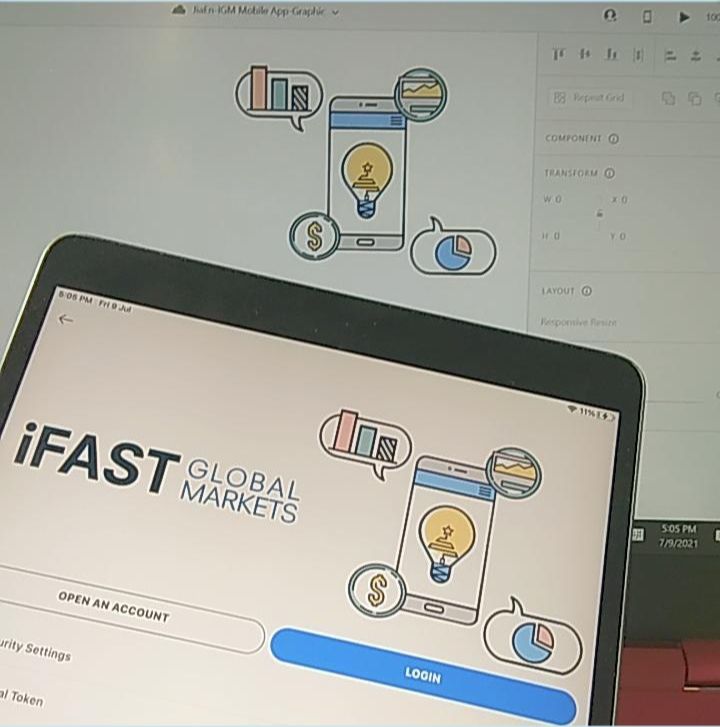 JiaEn-IGM Mobile App-Graphic
100
Repeat Grid
COMPONENT
TRANSFORM
W 0 X 0
H 0 Y 0
LAYOUT
Responsive Resize
5:05 PM Fri 9 Jul
11%
iFAST GLOBAL
MARKETS
$
$
OPEN AN ACCOUNT
LOGIN
urity Settings
al Token
5:05 PM
7/9/2021